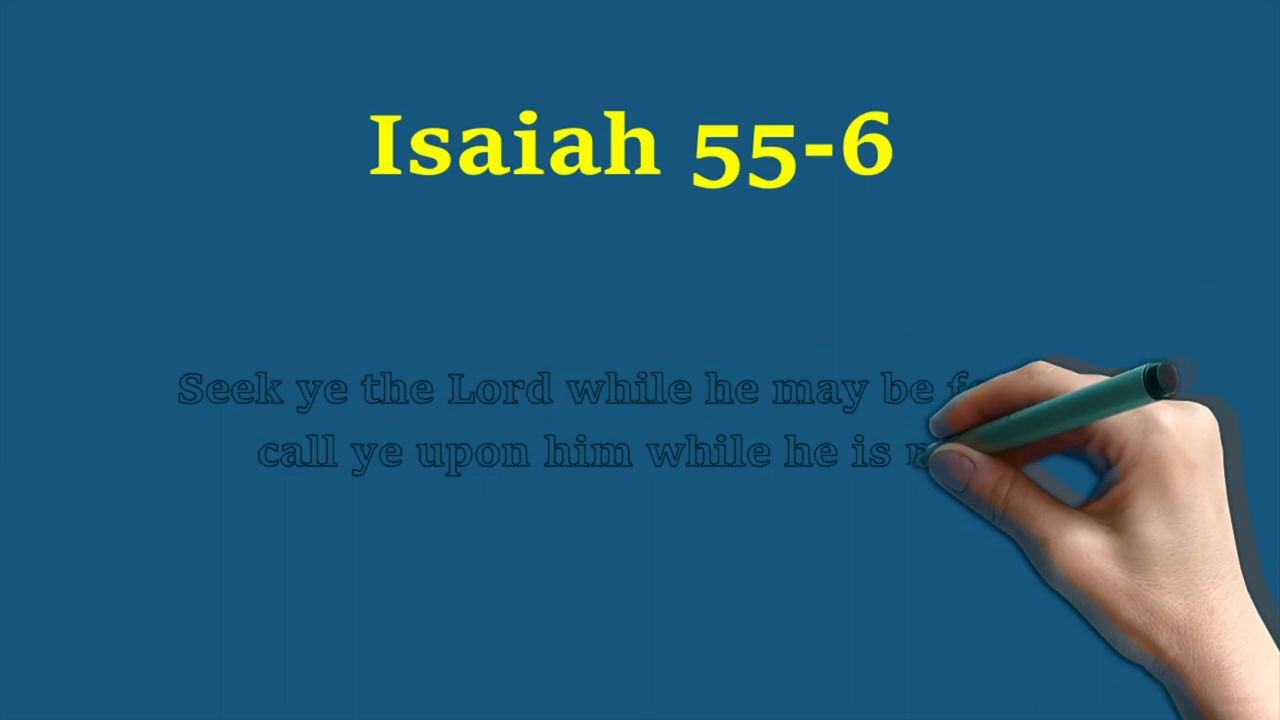 Isaiah 55-6
Seek ye the Lord while he may be
call ye upon him while he is